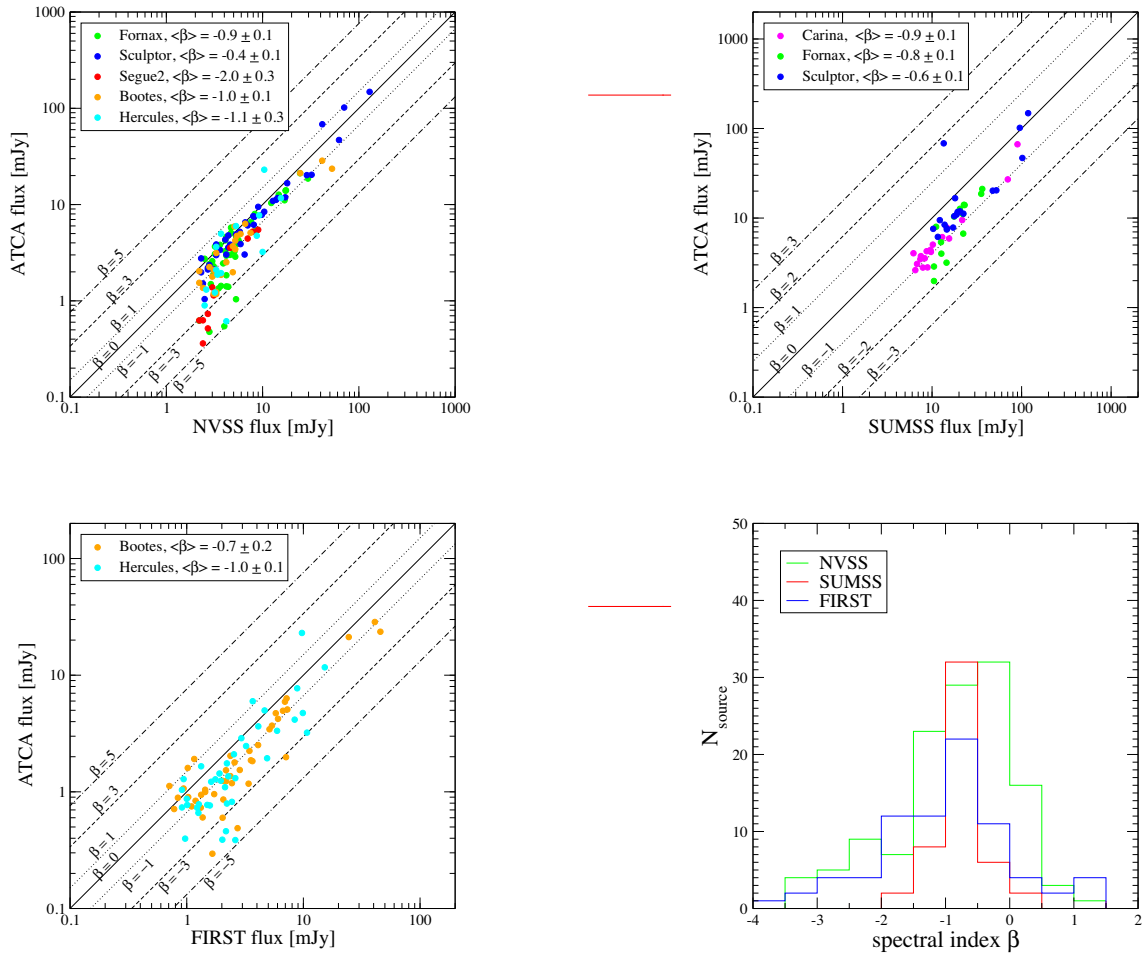 1000
100
10
1
0.1
ATCA flux [mJy]
Fornax, <β> = -0.9 ± 0.1
Sculptor, <β> = -0.4 ± 0.1
Segue2, <β> = -2.0 ± 0.3
Bootes, <β> = -1.0 ± 0.1
Hercules, <β> = -1.1 ± 0.3
β = 5
β = 3
β = 1
β = 0
β = −1
β = −3
β = −5
0.1 1 10 100 1000
NVSS flux [mJy]
1000
100
10
1
0.1
ATCA flux [mJy]
Carina, <β> = -0.9 ± 0.1
Fornax, <β> = -0.8 ± 0.1
Sculptor, <β> = -0.6 ± 0.1
β = 3
β = 2
β = 1
β = 0
β = −1
β = −2
β = −3
0.1 1 10 100 1000
SUMSS flux [mJy]
100
10
1
0.1
ATCA flux [mJy]
Bootes, <β> = -0.7 ± 0.2
Hercules, <β> = -1.0 ± 0.1
β = 5
β = 3
β = 1
β = 0
β = −1
β = −3
β = −5
0.1 1 10 100
FIRST flux [mJy]
50
40
30
20
10
0
N source
NVSS
SUMSS
FIRST
-4 -3 -2 -1 0 1 2
spectral index β